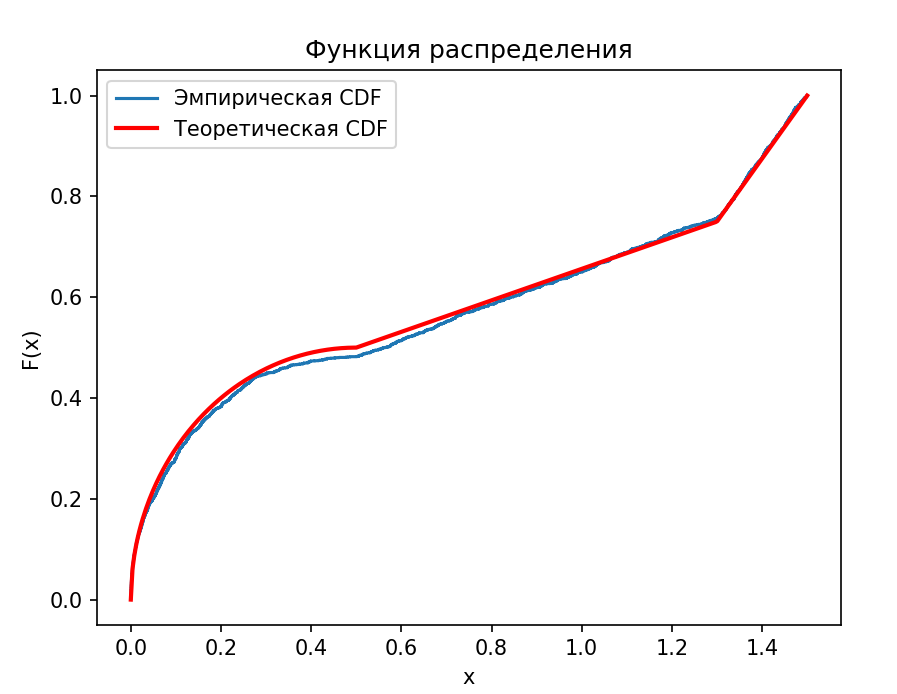 Функция распределения
Эмпирическая CDF
Теоретическая CDF
F(x)
1.0
0.8
0.6
0.4
0.2
0.0
0.0 0.2 0.4 0.6 0.8 1.0 1.2 1.4
x